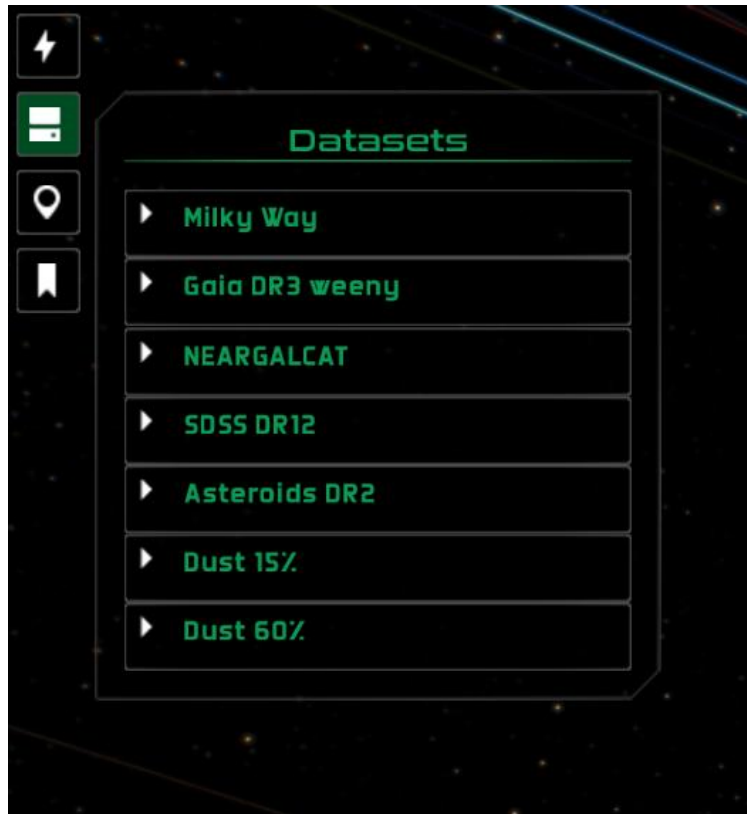 Datasets
Milky Way
Gaia DR3 weeny
NEARGALCAT
SDSS DR12
Asteroids DR2
Dust 15%
Dust 60%